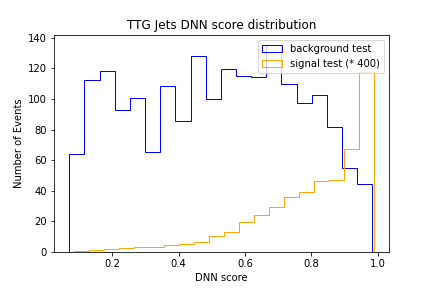 TTG Jets DNN score distribution
background test
signal test (* 400)
Number of Events
140
120
100
80
60
40
20
0
0.2 0.4 0.6 0.8 1.0
DNN score